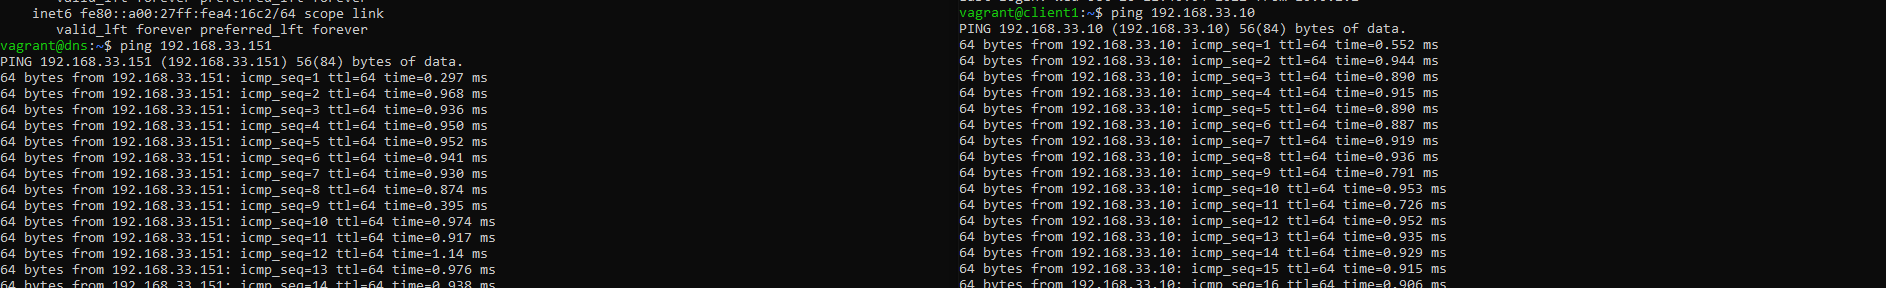 inet6 fe80::a00:27ff:fea4:16c2/64 scope link
valid_lft forever preferred_lft forever
vagrant@dns:~$ ping 192.168.33.151
PING 192.168.33.151 (192.168.33.151) 56(84) bytes of data.
64 bytes from 192.168.33.151: icmp_seq=1 ttl=64 time=0.297 ms
64 bytes from 192.168.33.151: icmp_seq=2 ttl=64 time=0.968 ms
64 bytes from 192.168.33.151: icmp_seq=3 ttl=64 time=0.936 ms
64 bytes from 192.168.33.151: icmp_seq=4 ttl=64 time=0.950 ms
64 bytes from 192.168.33.151: icmp_seq=5 ttl=64 time=0.952 ms
64 bytes from 192.168.33.151: icmp_seq=6 ttl=64 time=0.941 ms
64 bytes from 192.168.33.151: icmp_seq=7 ttl=64 time=0.930 ms
64 bytes from 192.168.33.151: icmp_seq=8 ttl=64 time=0.874 ms
64 bytes from 192.168.33.151: icmp_seq=9 ttl=64 time=0.395 ms
64 bytes from 192.168.33.151: icmp_seq=10 ttl=64 time=0.974 ms
64 bytes from 192.168.33.151: icmp_seq=11 ttl=64 time=0.917 ms
64 bytes from 192.168.33.151: icmp_seq=12 ttl=64 time=1.14 ms
64 bytes from 192.168.33.151: icmp_seq=13 ttl=64 time=0.976 ms
64 bytes from 192.168.33.151: icmp_seq=14 ttl=64 time=0.938 ms
vagrant@client1:~$ ping 192.168.33.10
PING 192.168.33.10 (192.168.33.10) 56(84) bytes of data.
64 bytes from 192.168.33.10: icmp_seq=1 ttl=64 time=0.552 ms
64 bytes from 192.168.33.10: icmp_seq=2 ttl=64 time=0.944 ms
64 bytes from 192.168.33.10: icmp_seq=3 ttl=64 time=0.890 ms
64 bytes from 192.168.33.10: icmp_seq=4 ttl=64 time=0.915 ms
64 bytes from 192.168.33.10: icmp_seq=5 ttl=64 time=0.890 ms
64 bytes from 192.168.33.10: icmp_seq=6 ttl=64 time=0.887 ms
64 bytes from 192.168.33.10: icmp_seq=7 ttl=64 time=0.919 ms
64 bytes from 192.168.33.10: icmp_seq=8 ttl=64 time=0.936 ms
64 bytes from 192.168.33.10: icmp_seq=9 ttl=64 time=0.791 ms
64 bytes from 192.168.33.10: icmp_seq=10 ttl=64 time=0.953 ms
64 bytes from 192.168.33.10: icmp_seq=11 ttl=64 time=0.726 ms
64 bytes from 192.168.33.10: icmp_seq=12 ttl=64 time=0.952 ms
64 bytes from 192.168.33.10: icmp_seq=13 ttl=64 time=0.935 ms
64 bytes from 192.168.33.10: icmp_seq=14 ttl=64 time=0.929 ms
64 bytes from 192.168.33.10: icmp_seq=15 ttl=64 time=0.915 ms
64 bytes from 192.168.33.10: icmp_seq=16 ttl=64 time=0.906 ms